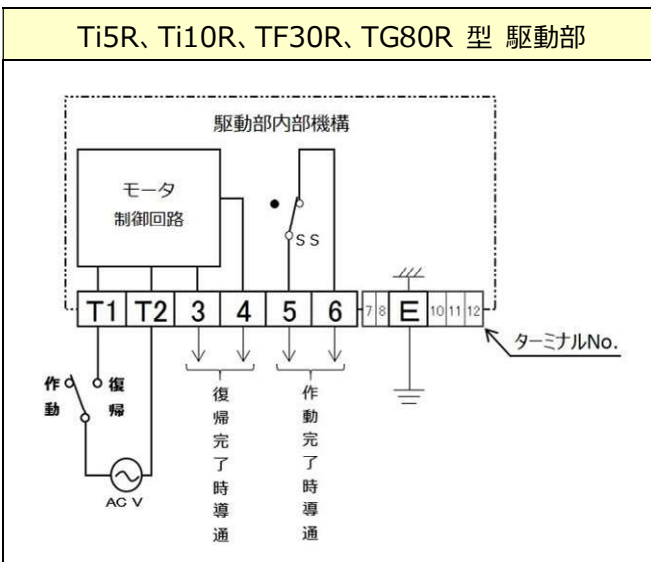 Ti5R、Ti10R、TF30R、TG80R 型 駆動部
駆動部内部機構
モータ
制御回路
SS
T1 T2 3 4 5 6 7 8 E 10 11 12
ターミナルNo.
作動
復帰
AC V
復帰完了時導通
作動完了時導通